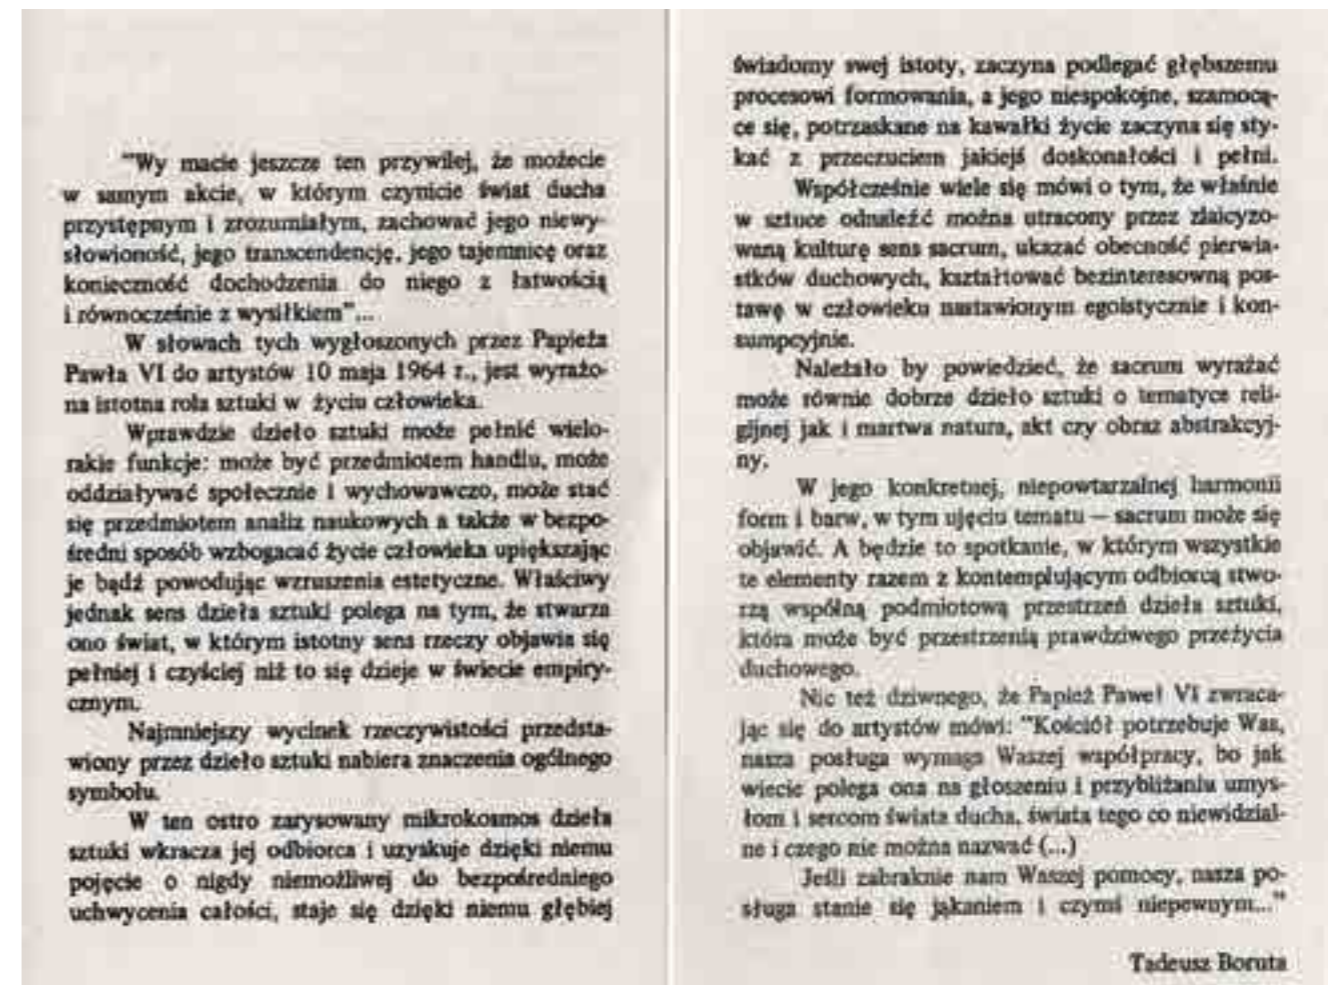 "Wy macie jeszcze ten przywilej, że możecie
w samym akcie, w którym czynicie świat ducha
przystępnym i zrozumiałym, zachować jego niewy-
słowioność, jego transcendencję, jego tajemnicę oraz
konieczność dochodzenia do niego z łatwością
i równocześnie z wysiłkiem"...
W słowach tych wygłoszonych przez Papieża
Pawła VI do artystów 10 maja 1964 r., jest wyrażo-
na istotna rola sztuki w życiu człowieka.
Wprawdzie dzieło sztuki może pełnić wielo-
rakie funkcje: może być przedmiotem handlu, może
oddziaływać społecznie i wychowawczo, może stać
się przedmiotem analiz naukowych a także w bezpo-
średni sposób wzbogacać życie człowieka upiększając
je bądź powodując wzruszenia estetyczne. Właściwy
jednak sens dzieła sztuki polega na tym, że stwarza
ono świat, w którym istotny sens rzeczy objawia się
pełniej i czyściej niż to się dzieje w świecie empiry-
cznym.
Najmniejszy wycinek rzeczywistości przedsta-
wiony przez dzieło sztuki nabiera znaczenia ogólnego
symbolu.
W ten ostro zarysowany mikrokosmos dzieła
sztuki wkracza jej odbiorca i uzyskuje dzięki niemu
pojęcie o nigdy niemożliwej do bezpośredniego
uchwycenia całości, staje się dzięki niemu głębiej
świadomy swej istoty, zaczyna podlegać głębszemu
procesowi formowania, a jego niespokojne, szamocą-
ce się, potrzaskane na kawałki życie zaczyna się sty-
kać z przeczuciem jakiejś doskonałości i pełni.
Współcześnie wiele się mówi o tym, że właśnie
w sztuce odnaleźć można utracony przez zlaicyzo-
waną kulturę sens sacrum, ukazać obecność pierwia-
stków duchowych, kształtować bezinteresowną pos-
tawę w człowieku nastawionym egoistycznie i kon-
sumpcyjnie.
Należało by powiedzieć, że sacrum wyrażać
może równie dobrze dzieło sztuki o tematyce reli-
gijnej jak i martwa natura, akt czy obraz abstrakcyj-
ny.
W jego konkretnej, niepowtarzalnej harmonii
form i barw, w tym ujęciu tematu — sacrum może się
objawić. A będzie to spotkanie, w którym wszystkie
te elementy razem z kontemplującym odbiorcą stwo-
rzą wspólną podmiotową przestrzeń dzieła sztuki,
która może być przestrzenią prawdziwego przeżycia
duchowego.
Nic też dziwnego, że Papież Paweł VI zwraca-
jąc się do artystów mówi: "Kościół potrzebuje Was,
nasza posługa wymaga Waszej współpracy, bo jak
wiecie polega ona na głoszeniu i przybliżaniu umys-
łom i sercom świata ducha, świata tego co niewidzial-
ne i czego nie można nazwać (...)
Jeśli zabraknie nam Waszej pomocy, nasza po-
sługa stanie się jąkaniem i czymś niepewnym..."
Tadeusz Boruta